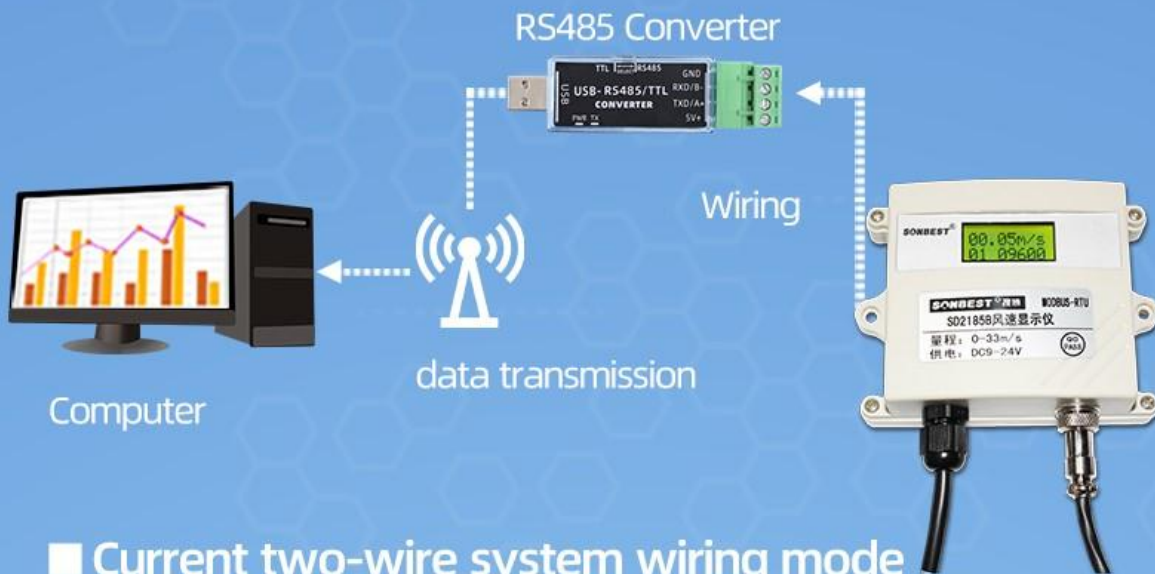 RS485 Converter
TTL RS485
GND
USB
USB-RS485/TTL
RXD/B-
CONVERTER
TXD/A+
PWR TX
5V+
Wiring
SONBEST®
00.05m/s
01 09600
SONBEST® MODBUS-RTU
SD2185B风速显示仪
量程: 0-33m/s
供电: DC9-24V
QC
PASS
data transmission
Computer
Current two-wire system wiring mode